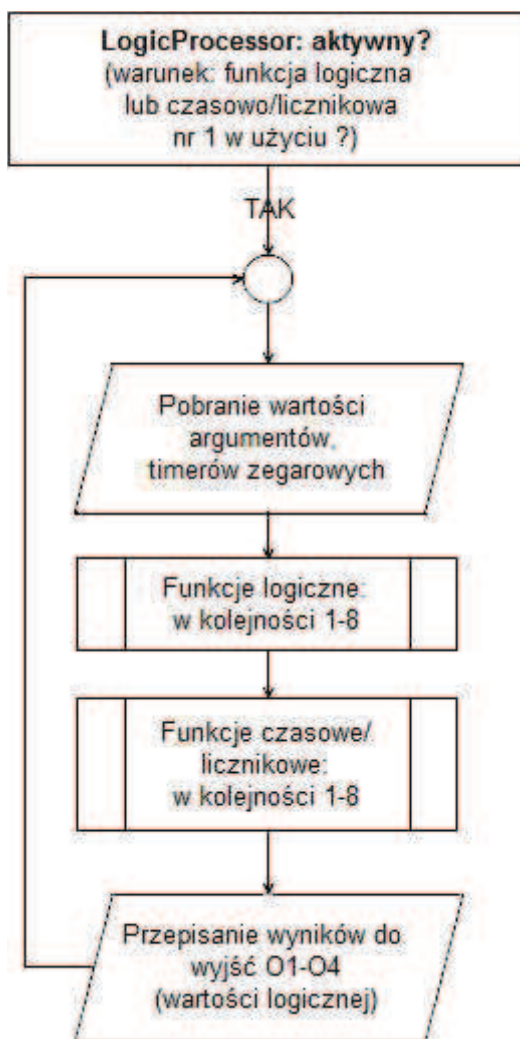 LogicProcessor: aktywny?
(warunek: funkcja logiczna
lub czasowo/licznikowa
nr 1 w użyciu ?)
TAK
Pobranie wartości
argumentów,
timerów zegarowych
Funkcje logiczne:
w kolejności 1-8
Funkcje czasowe/
licznikowe:
w kolejności 1-8
Przepisanie wyników do
wyjść O1-O4
(wartości logicznej)